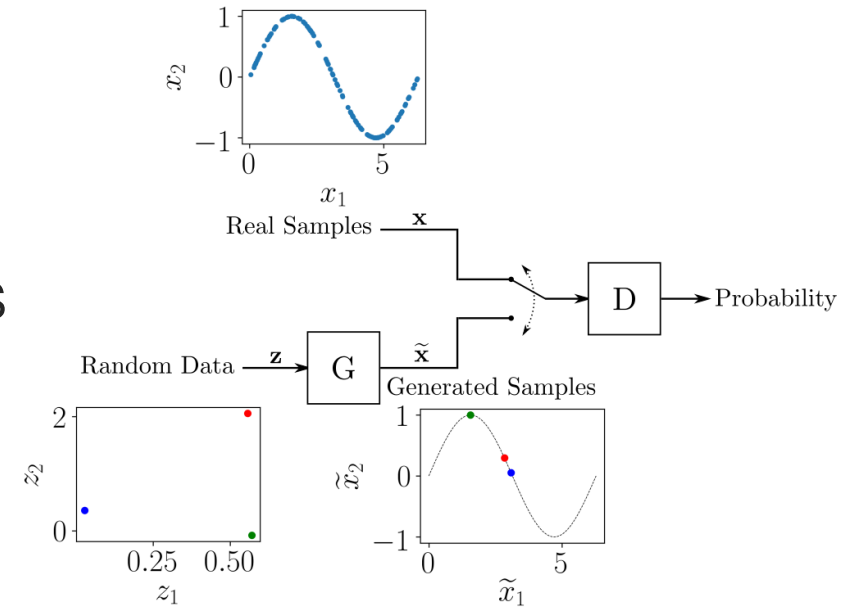 1
0
−1
x₂
0 5
x₁
Real Samples x
s
D
Probability
Random Data z
G
x̃
Generated Samples
2
0
z₂
0.25 0.50
z₁
1
0
−1
x̃₂
0 5
x̃₁